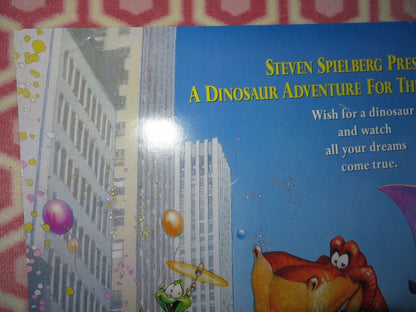 STEVEN SPIELBERG PRES
A DINOSAUR ADVENTURE FOR TH
Wish for a dinosaur
and watch
all your dreams
come true.